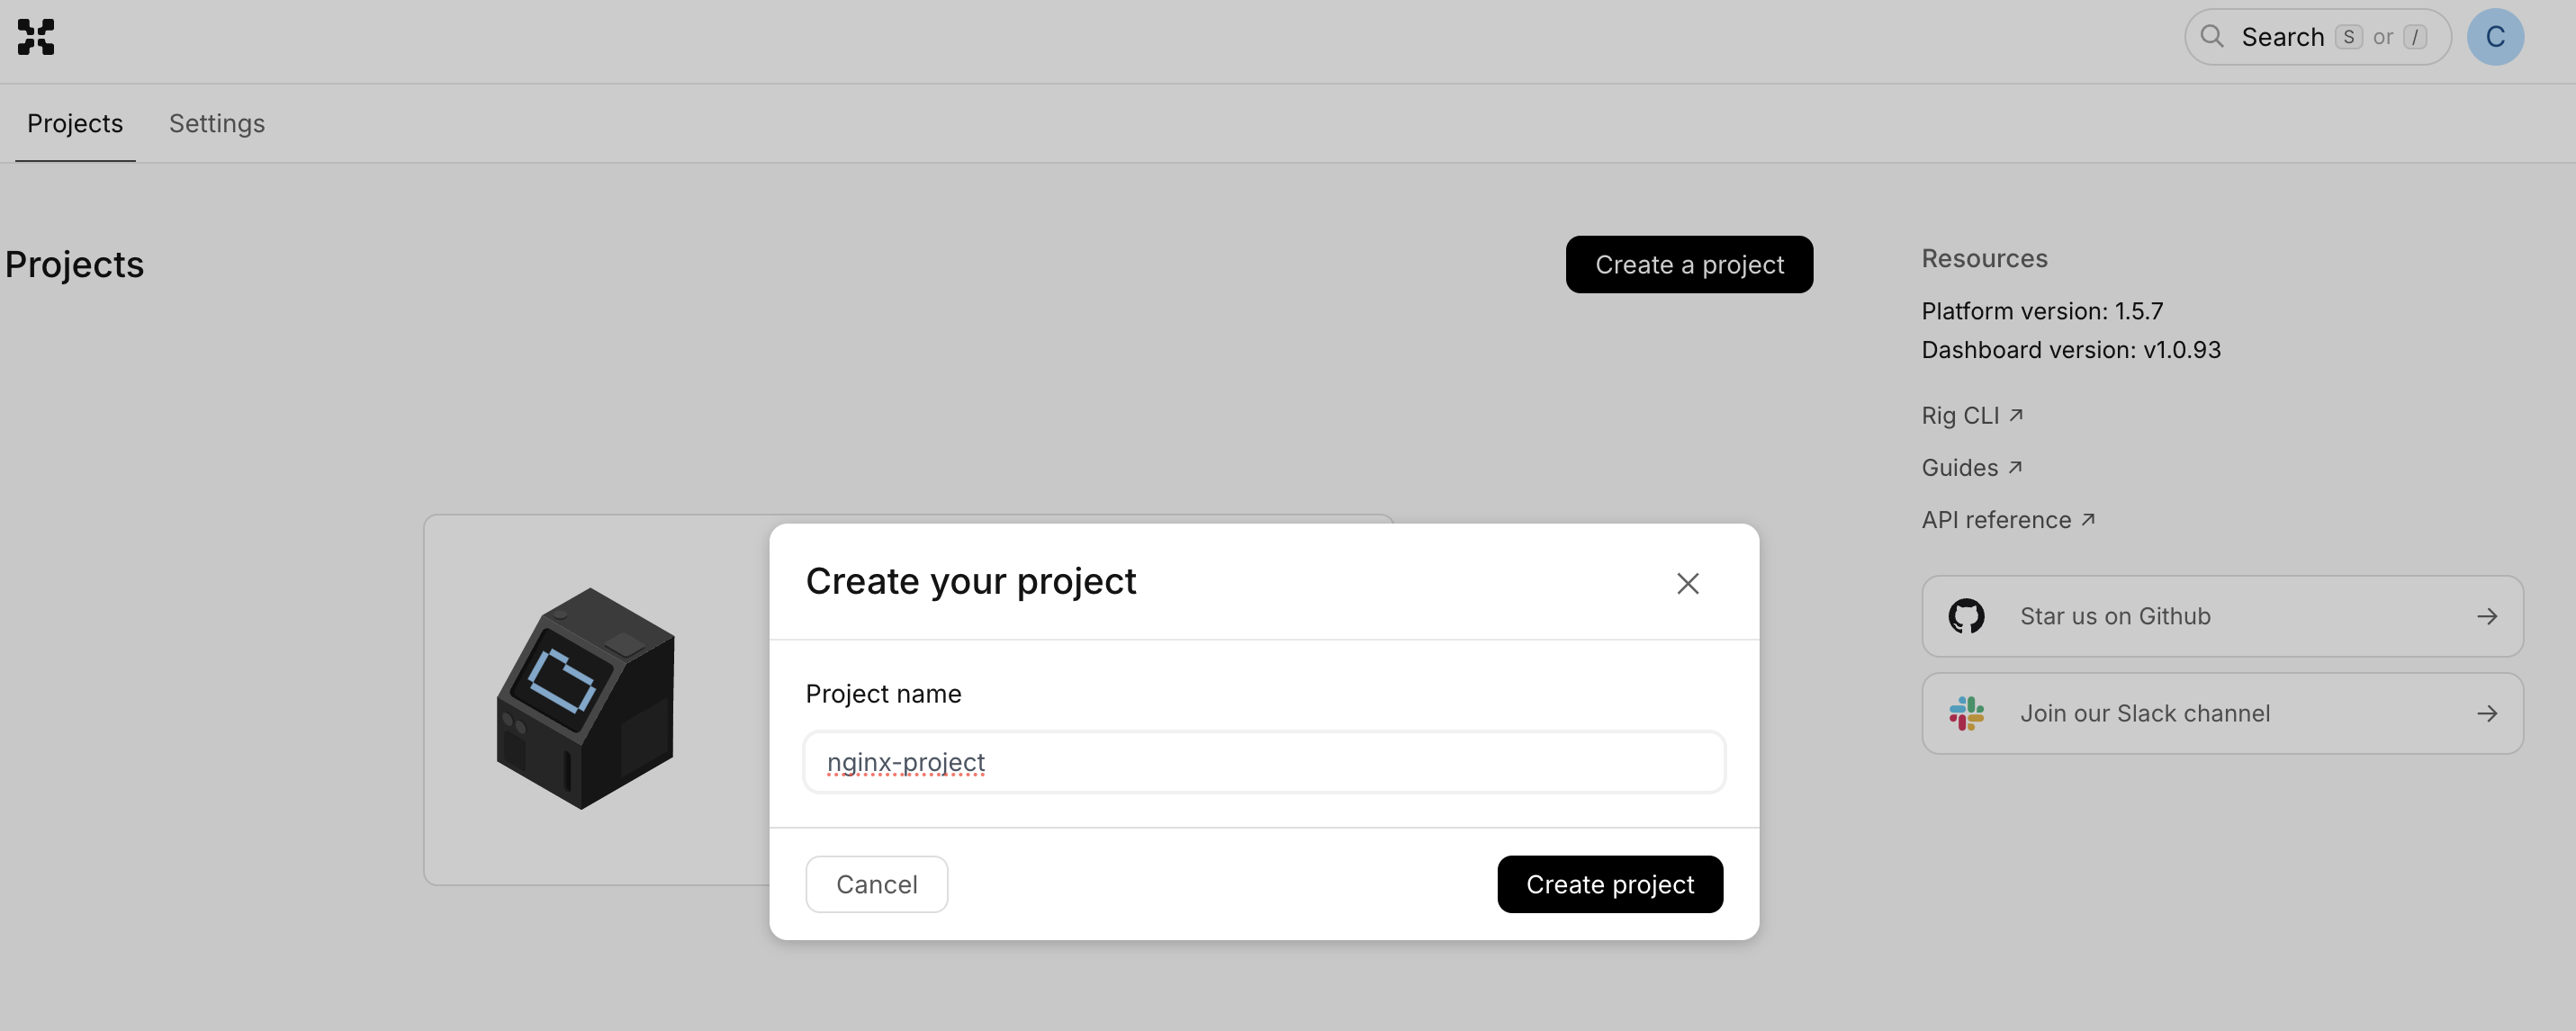 Search S or /
C
Projects Settings
Projects
Create a project
Resources
Platform version: 1.5.7
Dashboard version: v1.0.93
Rig CLI ↗
Guides ↗
API reference ↗
Star us on Github →
Join our Slack channel →
Create your project
Project name
nginx-project
Cancel
Create project